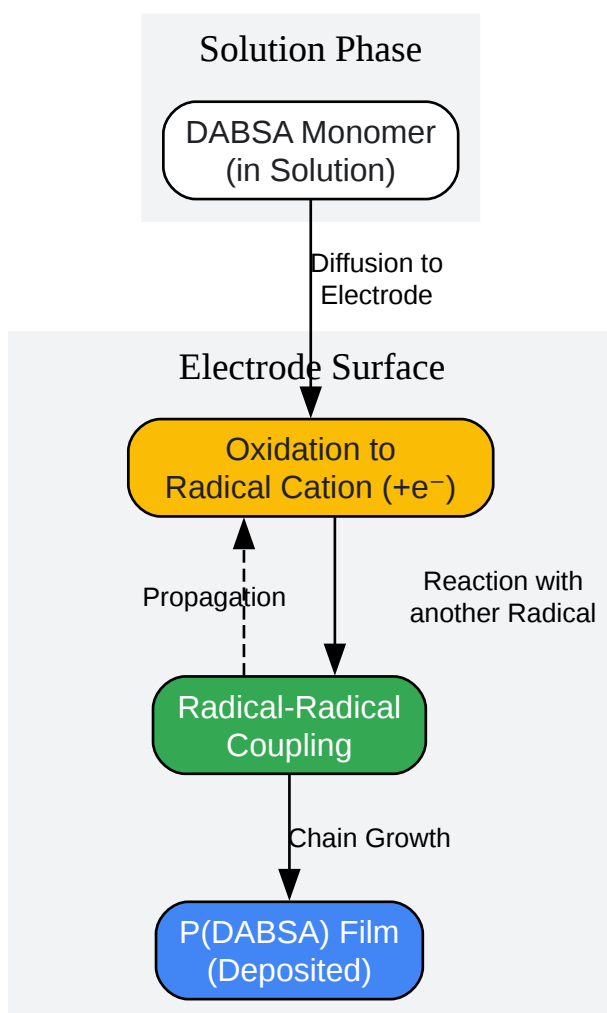 Solution Phase
DABSA Monomer
(in Solution)
Diffusion to
Electrode
Electrode Surface
Oxidation to
Radical Cation (+e⁻)
Propagation
Reaction with
another Radical
Radical-Radical
Coupling
Chain Growth
P(DABSA) Film
(Deposited)